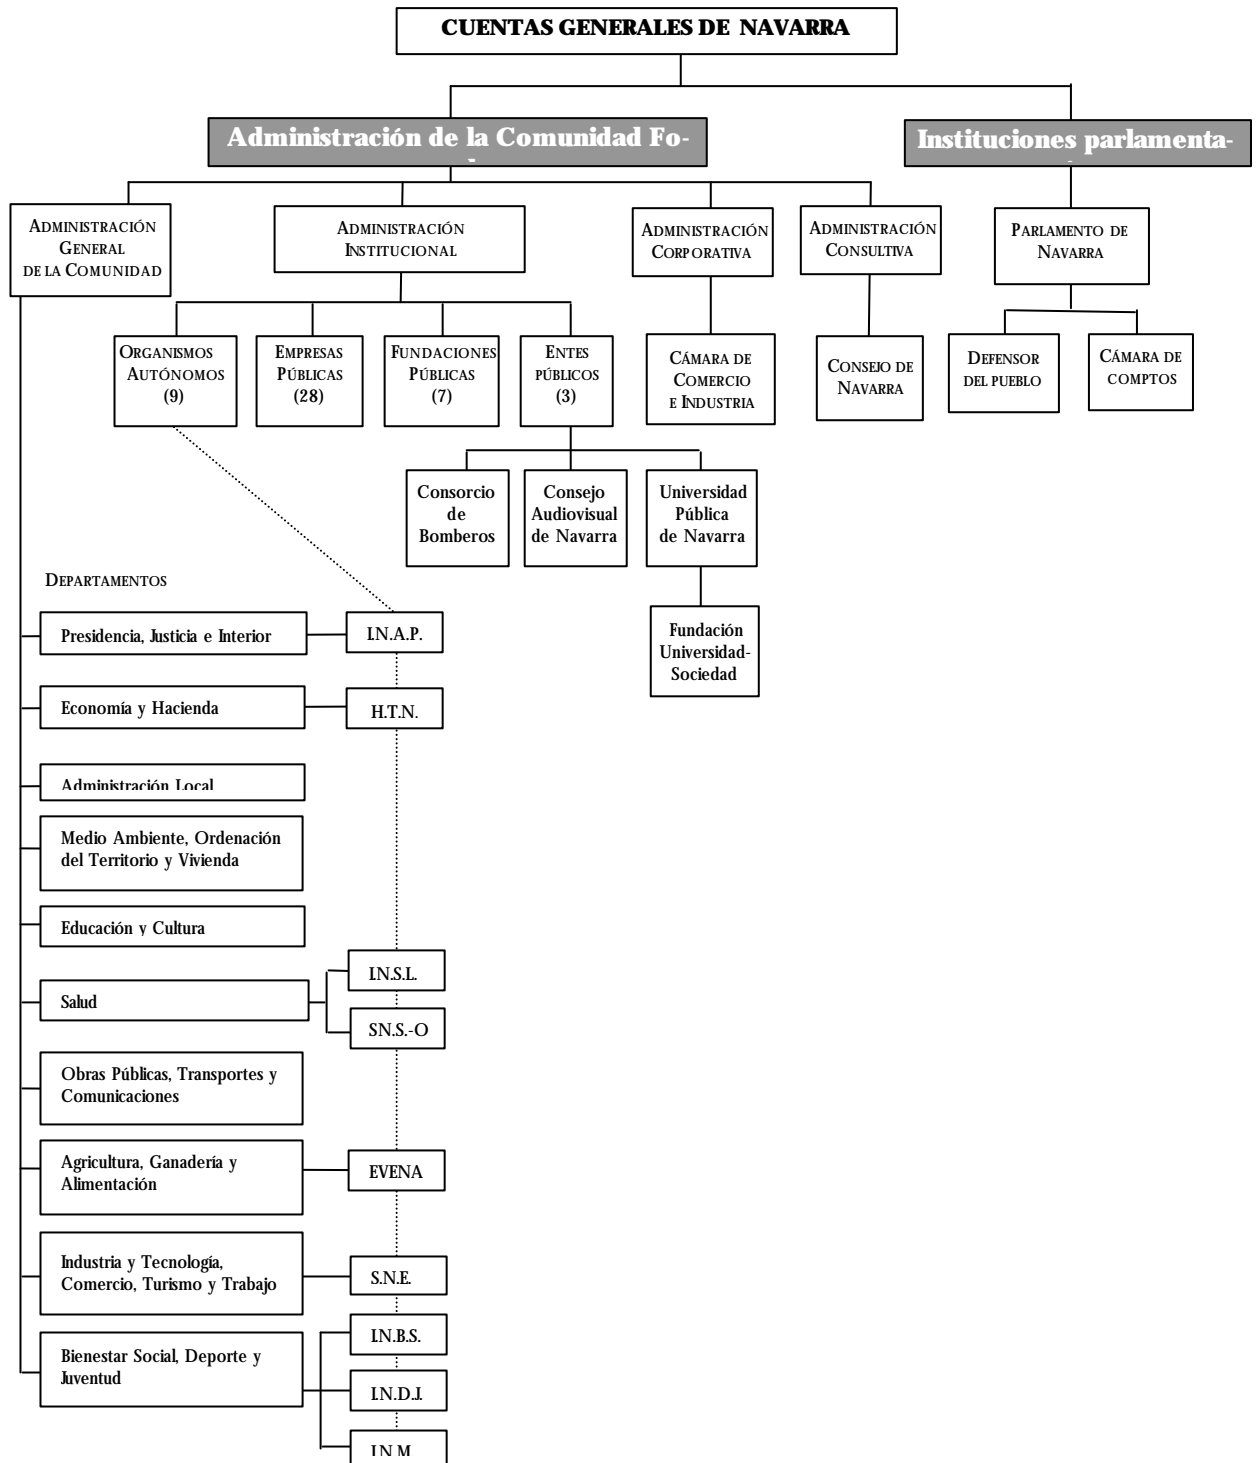 CUENTAS GENERALES DE NAVARRA
Administración de la Comunidad Fo-
Instituciones parlamenta-
ADMINISTRACIÓN
GENERAL
DE LA COMUNIDAD
ADMINISTRACIÓN
INSTITUCIONAL
ADMINISTRACIÓN
CORPORATIVA
ADMINISTRACIÓN
CONSULTIVA
PARLAMENTO DE
NAVARRA
ORGANISMOS
AUTÓNOMOS
(9)
EMPRESAS
PÚBLICAS
(28)
FUNDACIONES
PÚBLICAS
(7)
ENTES
PÚBLICOS
(3)
CÁMARA DE
COMERCIO
E INDUSTRIA
CONSEJO DE
NAVARRA
DEFENSOR
DEL PUEBLO
CÁMARA DE
COMPTOS
Consorcio
de
Bomberos
Consejo
Audiovisual
de Navarra
Universidad
Pública
de Navarra
Fundación
Universidad-
Sociedad
DEPARTAMENTOS
Presidencia, Justicia e Interior
I.N.A.P.
Economía y Hacienda
H.T.N.
Administración Local
Medio Ambiente, Ordenación
del Territorio y Vivienda
Educación y Cultura
Salud
I.N.S.L.
SN.S.-O
Obras Públicas, Transportes y
Comunicaciones
Agricultura, Ganadería y
Alimentación
EVENA
Industria y Tecnología,
Comercio, Turismo y Trabajo
S.N.E.
Bienestar Social, Deporte y
Juventud
I.N.B.S.
I.N.D.J.
I.N.M